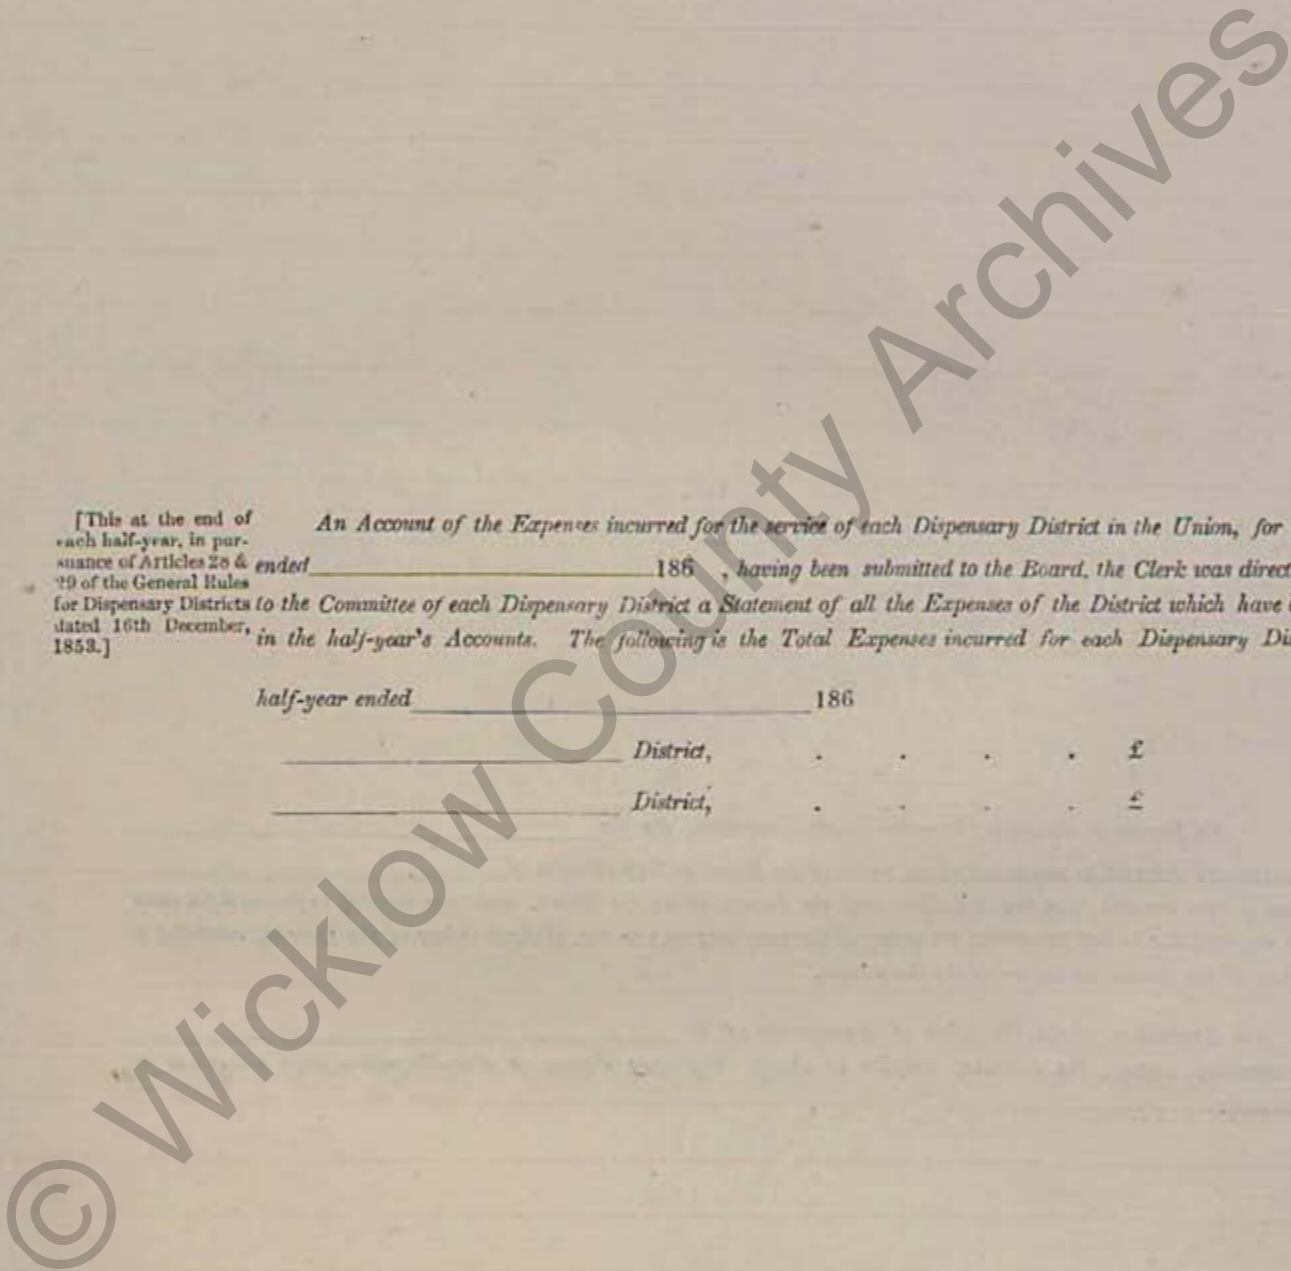 [This at the end of
each half-year, in pur-
suance of Articles 28 &
29 of the General Rules
for Dispensary Districts
dated 16th December,
1853.]
An Account of the Expenses incurred for the service of each Dispensary District in the Union, for
ended 186 , having been submitted to the Board, the Clerk was direct
to the Committee of each Dispensary District a Statement of all the Expenses of the District which have
in the half-year's Accounts. The following is the Total Expenses incurred for each Dispensary Di
half-year ended 186
District, . . . . £
District, . . . . £
© Wicklow County Archives